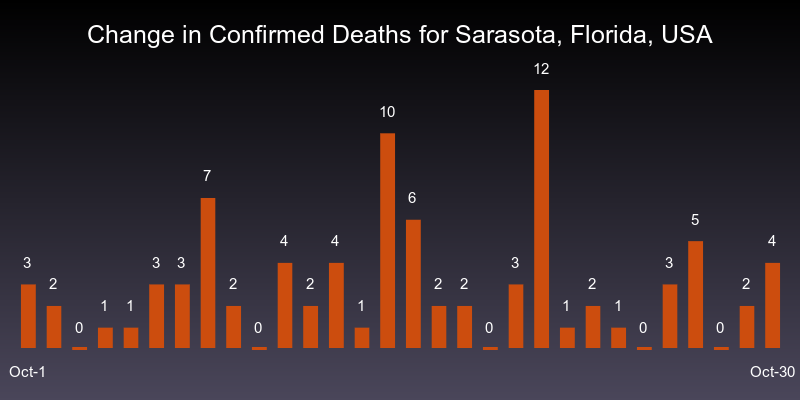 Change in Confirmed Deaths for Sarasota, Florida, USA
3 2 0 1 1 3 3 7 2 0 4 2 4 1 10 6 2 2 0 3 12 1 2 1 0 3 5 0 2 4
Oct-1 Oct-30